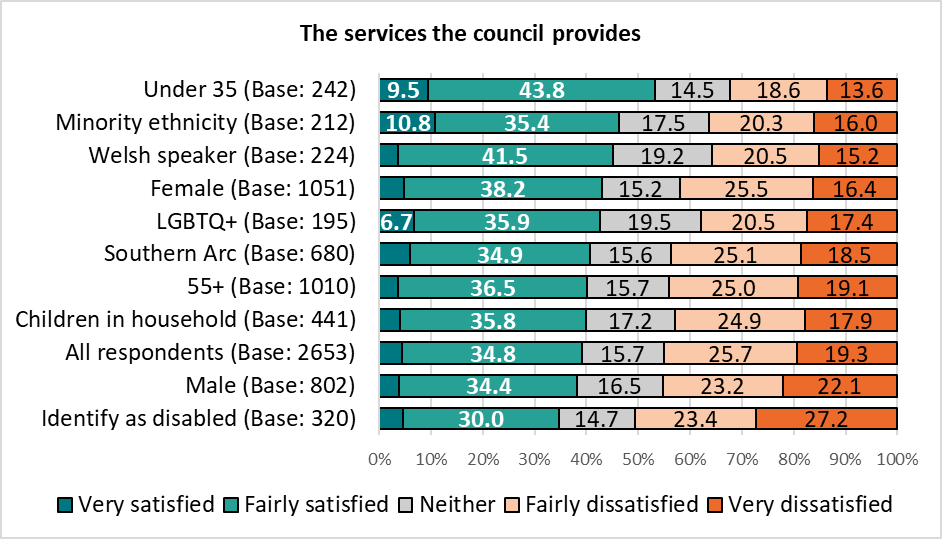 The services the council provides
Under 35 (Base: 242) 9.5 43.8 14.5 18.6 13.6
Minority ethnicity (Base: 212) 10.8 35.4 17.5 20.3 16.0
Welsh speaker (Base: 224) 41.5 19.2 20.5 15.2
Female (Base: 1051) 38.2 15.2 25.5 16.4
LGBTQ+ (Base: 195) 6.7 35.9 19.5 20.5 17.4
Southern Arc (Base: 680) 34.9 15.6 25.1 18.5
55+ (Base: 1010) 36.5 15.7 25.0 19.1
Children in household (Base: 441) 35.8 17.2 24.9 17.9
All respondents (Base: 2653) 34.8 15.7 25.7 19.3
Male (Base: 802) 34.4 16.5 23.2 22.1
Identify as disabled (Base: 320) 30.0 14.7 23.4 27.2
0% 10% 20% 30% 40% 50% 60% 70% 80% 90% 100%
Very satisfied Fairly satisfied Neither Fairly dissatisfied Very dissatisfied